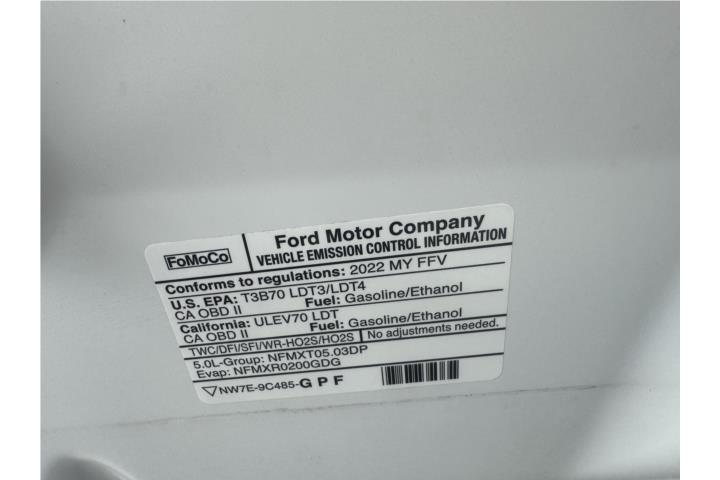 FoMoCo
Ford Motor Company
VEHICLE EMISSION CONTROL INFORMATION
Conforms to regulations: 2022 MY FFV
U.S. EPA: T3B70 LDT3/LDT4
CA OBD II Fuel: Gasoline/Ethanol
California: ULEV70 LDT
CA OBD II Fuel: Gasoline/Ethanol
TWC/DFI/SFI/WR-HO2S/HO2S No adjustments needed.
5.0L-Group: NFMXT05.03DP
Evap: NFMXR0200GDG
NW7E-9C485-GPF